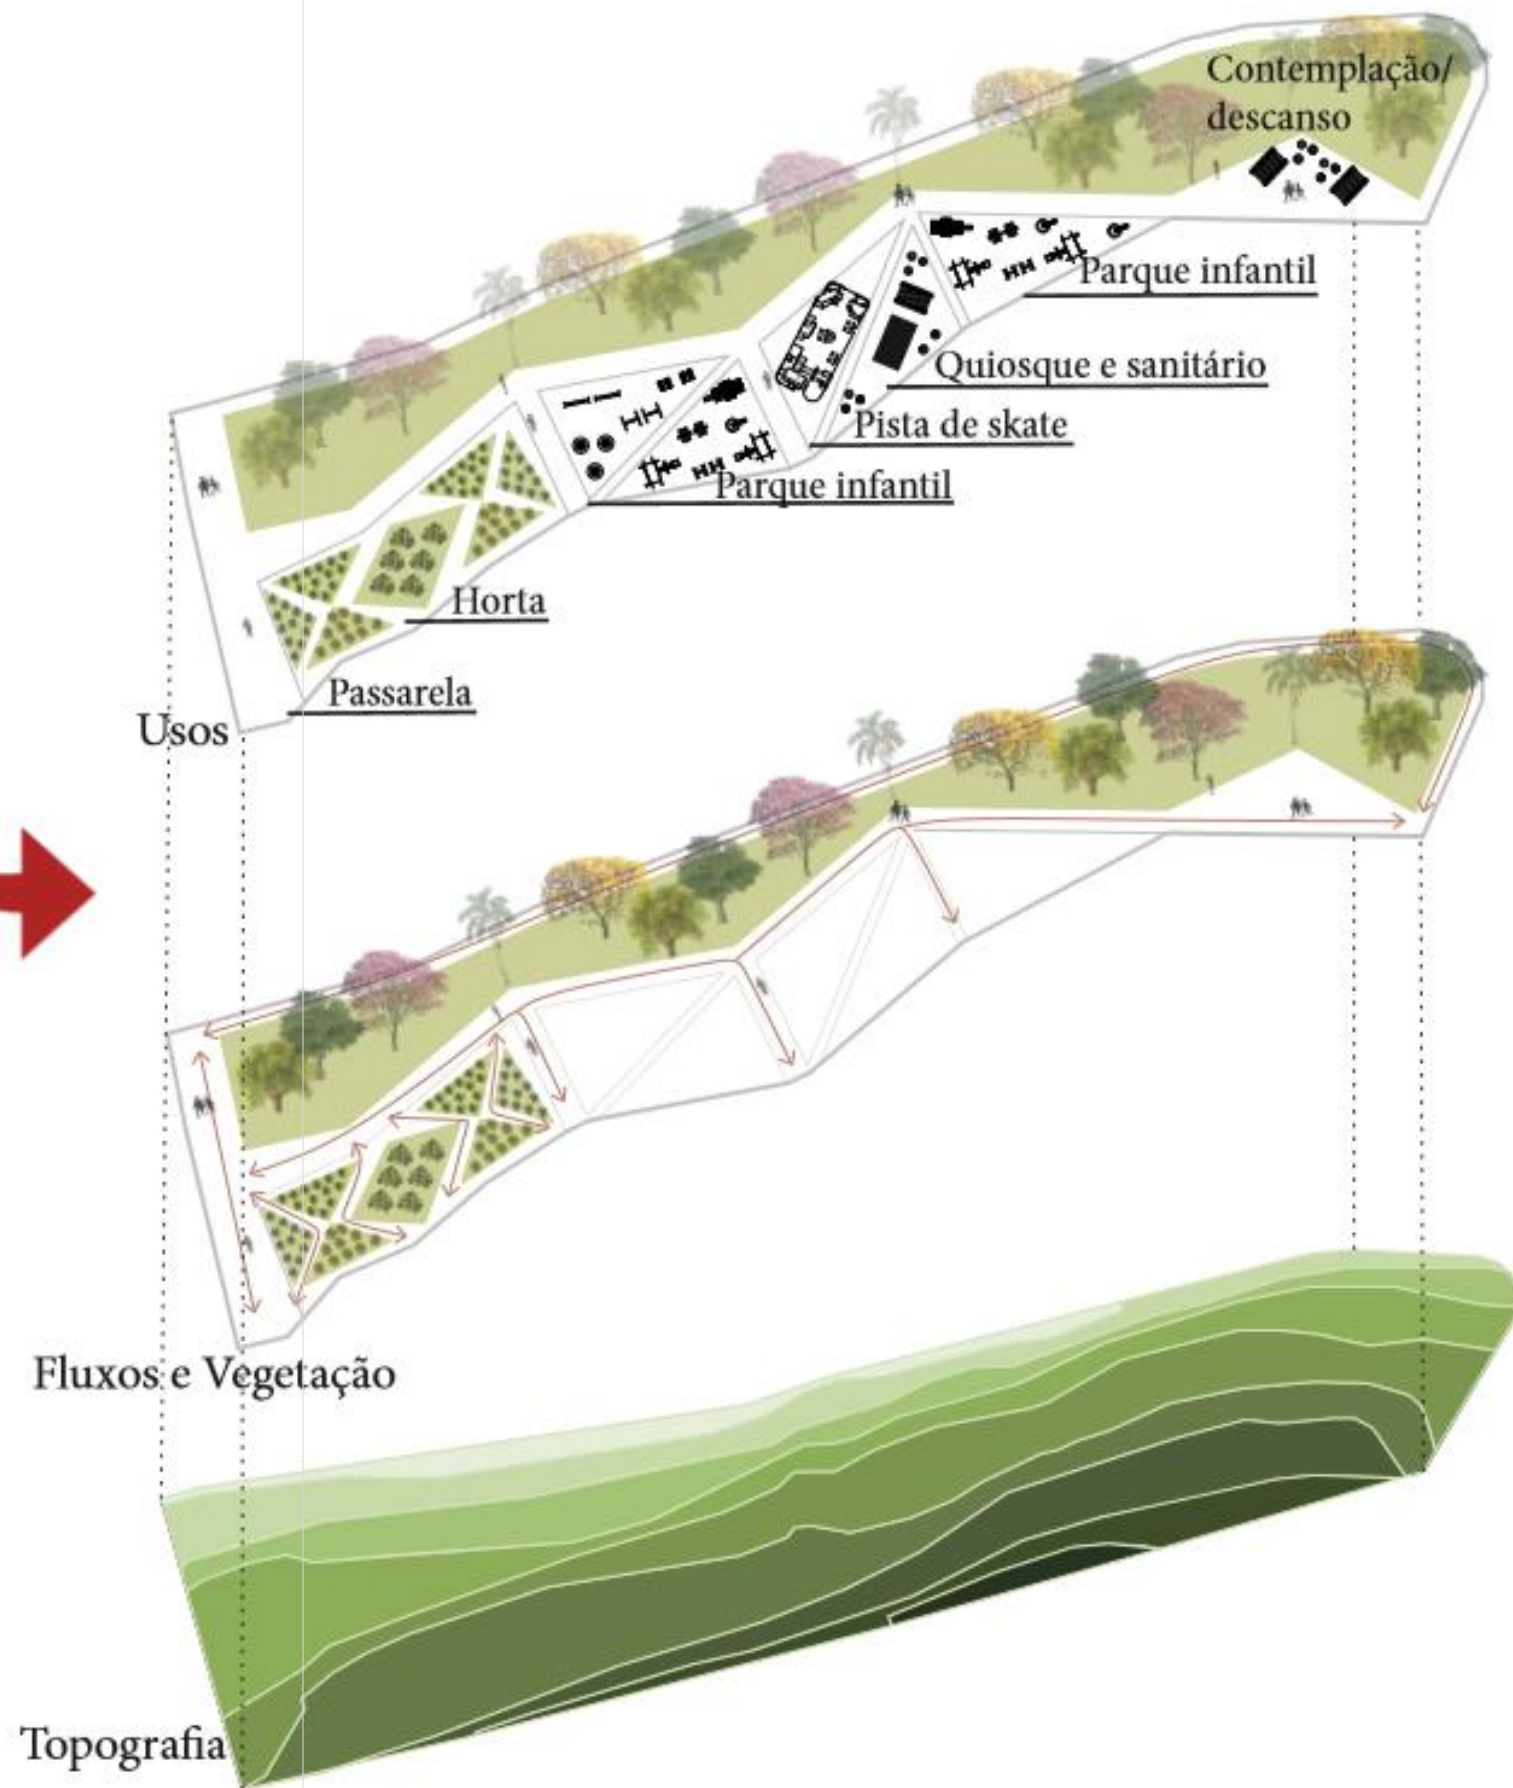 Contemplação/
descanso
Parque infantil
Quiosque e sanitário
Pista de skate
Parque infantil
Horta
Passarela
Usos
Fluxos e Vegetação
Topografia